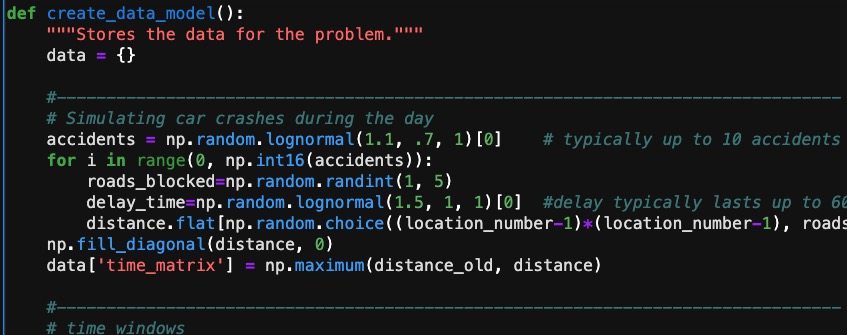 def create_data_model():
    """Stores the data for the problem."""
    data = {}
    #-------------------------------------------------------------------------------
    # Simulating car crashes during the day
    accidents = np.random.lognormal(1.1, .7, 1)[0]    # typically up to 10 accidents
    for i in range(0, np.int16(accidents)):
        roads_blocked=np.random.randint(1, 5)
        delay_time=np.random.lognormal(1.5, 1, 1)[0]  #delay typically lasts up to 60
        distance.flat[np.random.choice((location_number-1)*(location_number-1), roads
    np.fill_diagonal(distance, 0)
    data['time_matrix'] = np.maximum(distance_old, distance)
    #-------------------------------------------------------------------------------
    # time windows